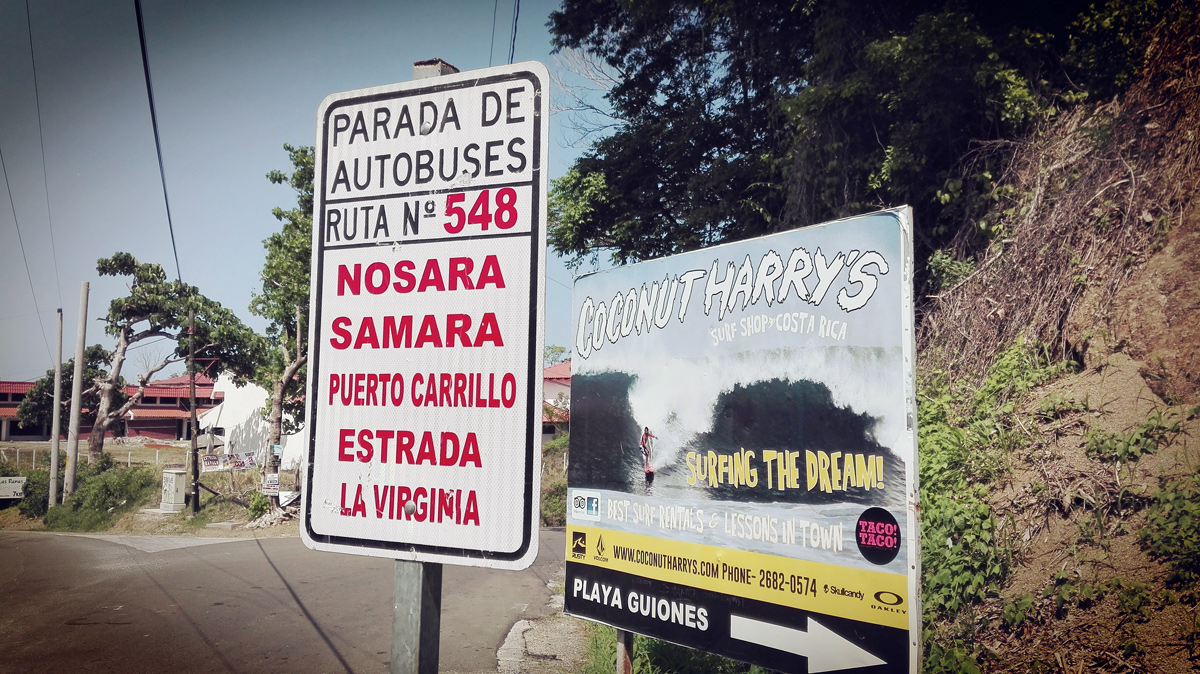 PARADA DE
AUTOBUSES
RUTA Nº 548
NOSARA
SAMARA
PUERTO CARRILLO
ESTRADA
LA VIRGINIA
COCONUT HARRY'S
SURF SHOP COSTA RICA
SURFING THE DREAM!
BEST SURF RENTALS & LESSONS IN TOWN
TACO!
TACO!
RUSTY
VOLCOM
WWW.COCONUTHARRYS.COM PHONE- 2682-0574
Skullcandy
OAKLEY
PLAYA GUIONES